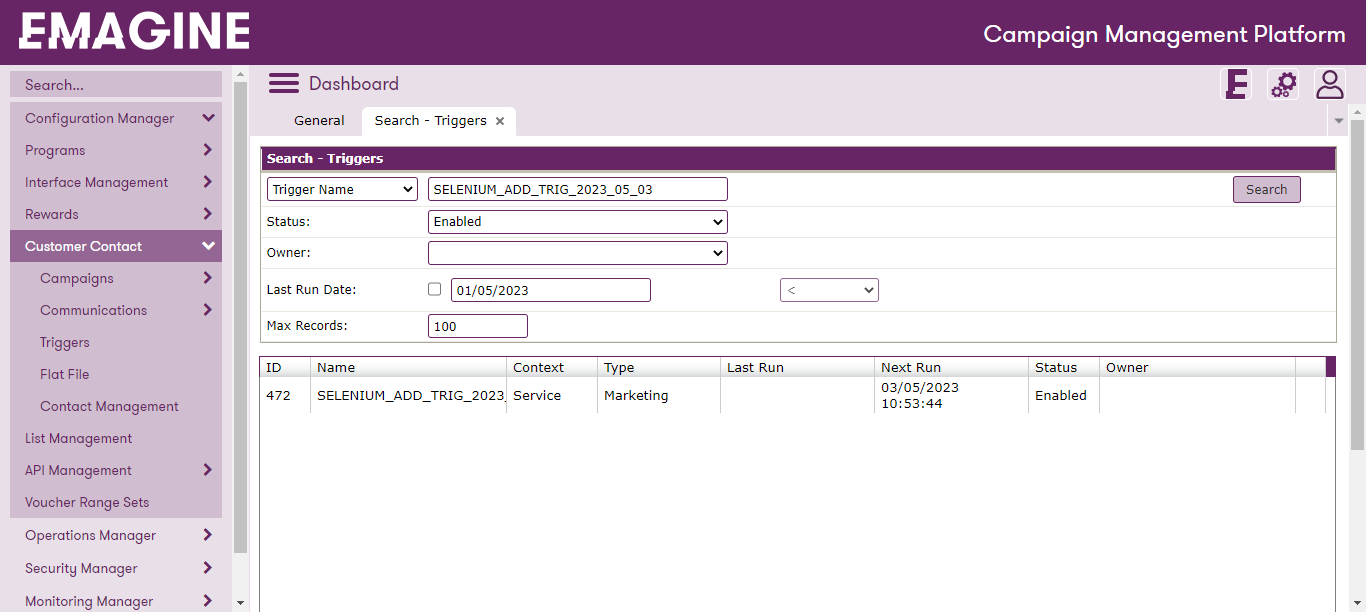 EMAGINE
Campaign Management Platform
Search...
Configuration Manager
Programs
Interface Management
Rewards
Customer Contact
Campaigns
Communications
Triggers
Flat File
Contact Management
List Management
API Management
Voucher Range Sets
Operations Manager
Security Manager
Monitoring Manager
Dashboard
E
General
Search - Triggers ×
Search - Triggers
Trigger Name SELENIUM_ADD_TRIG_2023_05_03 Search
Status: Enabled
Owner:
Last Run Date: 01/05/2023 <
Max Records: 100
ID Name Context Type Last Run Next Run Status Owner
472 SELENIUM_ADD_TRIG_2023_ Service Marketing 03/05/2023 10:53:44 Enabled